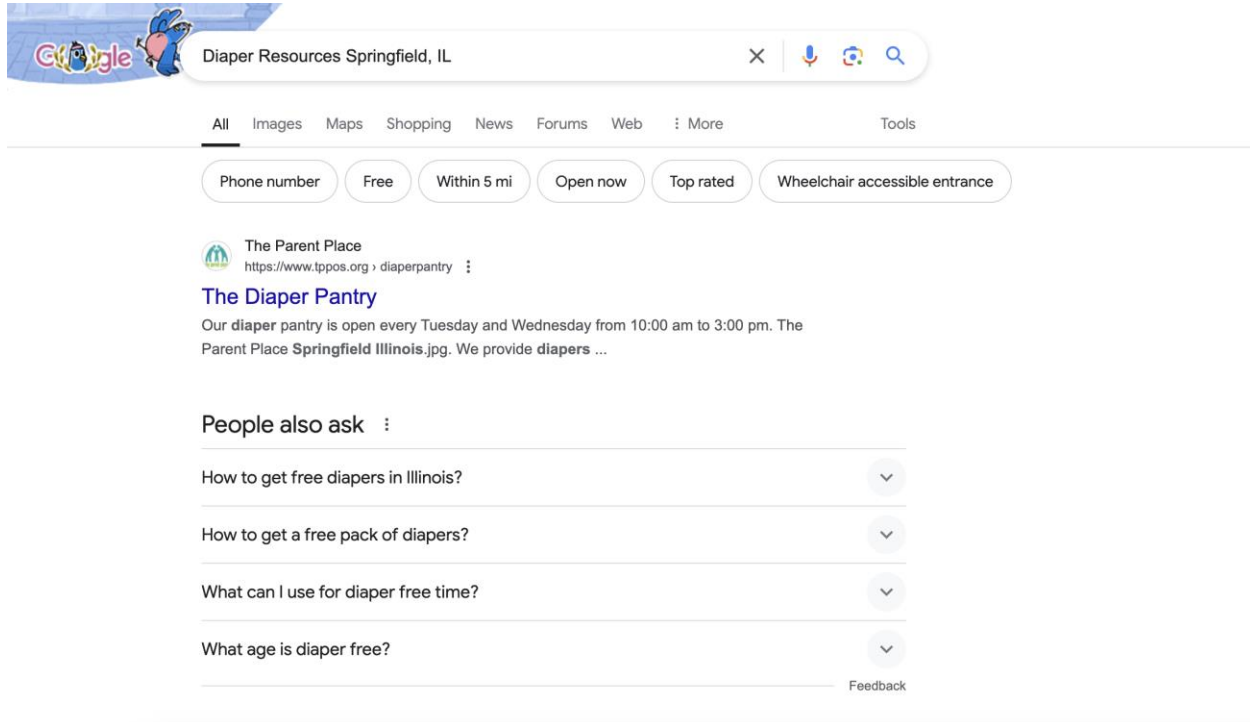 Google
Diaper Resources Springfield, IL
All Images Maps Shopping News Forums Web More Tools
Phone number Free Within 5 mi Open now Top rated Wheelchair accessible entrance
The Parent Place
https://www.tppos.org › diaperpantry
The Diaper Pantry
Our diaper pantry is open every Tuesday and Wednesday from 10:00 am to 3:00 pm. The
Parent Place Springfield Illinois.jpg. We provide diapers ...
People also ask
How to get free diapers in Illinois?
How to get a free pack of diapers?
What can I use for diaper free time?
What age is diaper free?
Feedback